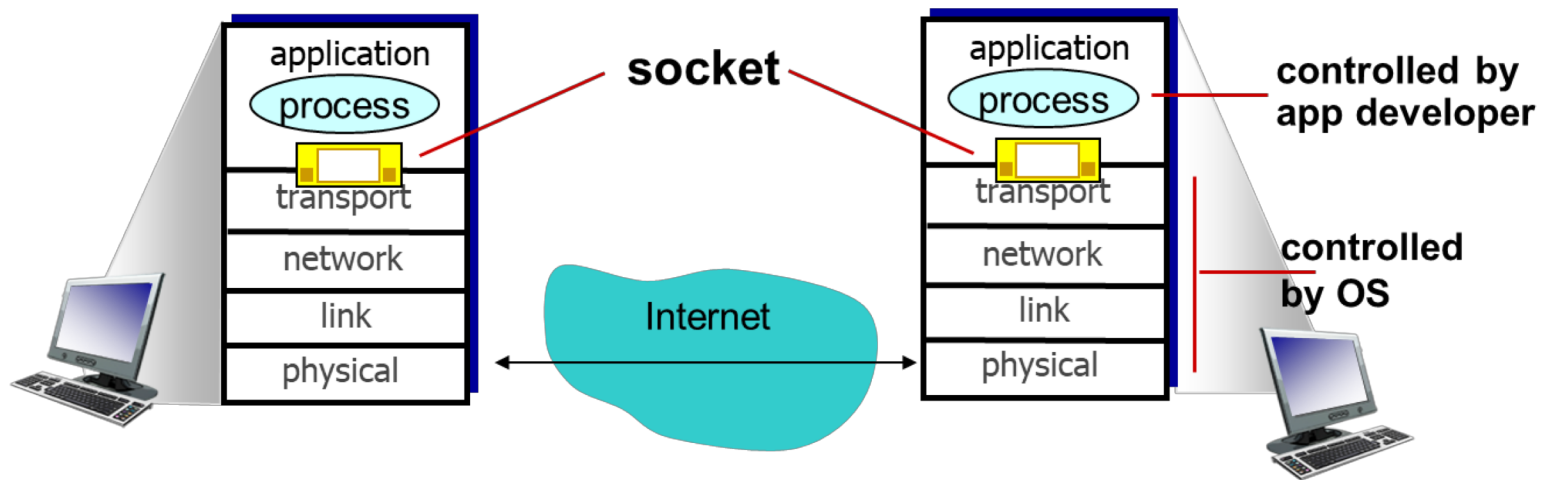 application
process
transport
network
link
physical
socket
Internet
application
process
transport
network
link
physical
controlled by
app developer
controlled
by OS